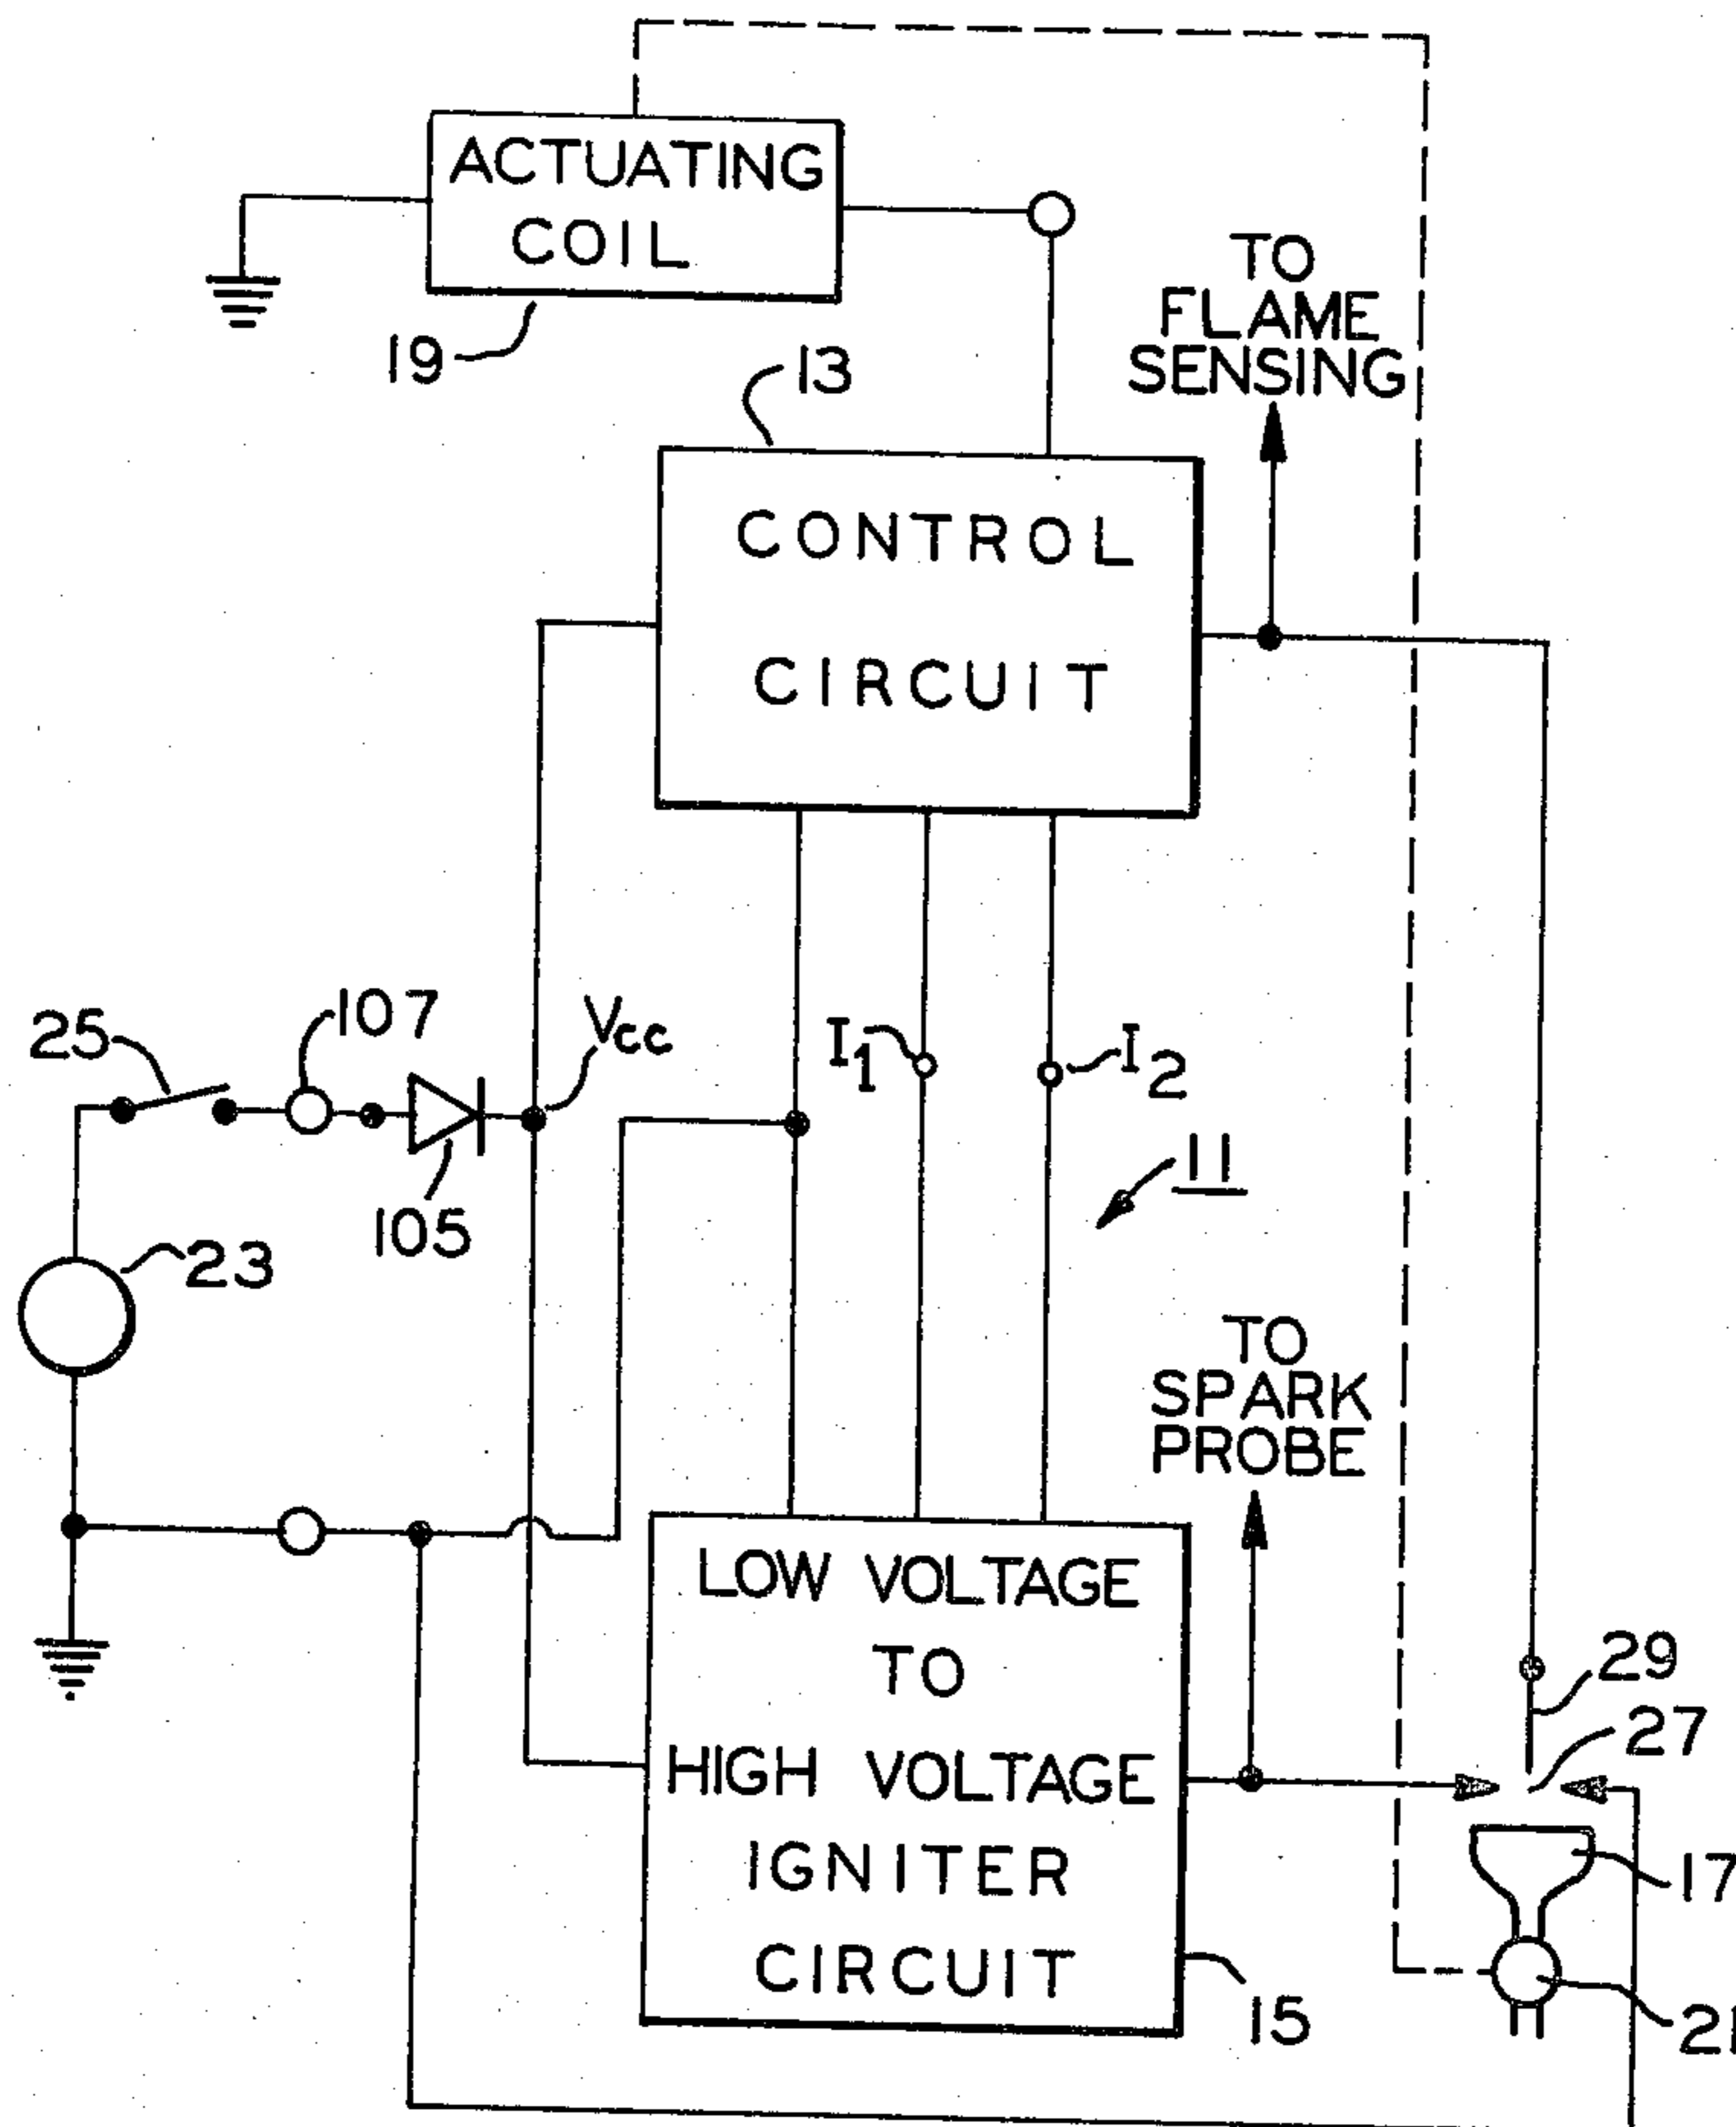 ACTUATING
COIL
19
13
TO
FLAME
SENSING
CONTROL
CIRCUIT
25
107
Vcc
I1
I2
11
105
23
TO
SPARK
PROBE
LOW VOLTAGE
TO
HIGH VOLTAGE
IGNITER
CIRCUIT
29
27
17
15
21